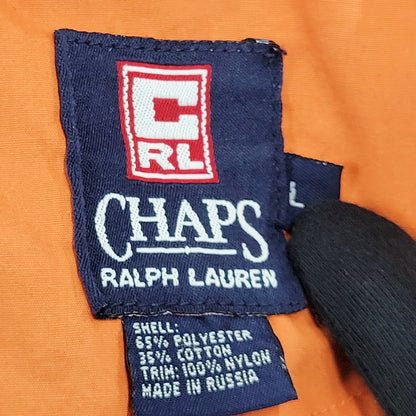 C
RL
CHAPS
RALPH LAUREN
L
SHELL:
65% POLYESTER
35% COTTON
TRIM: 100% NYLON
MADE IN RUSSIA